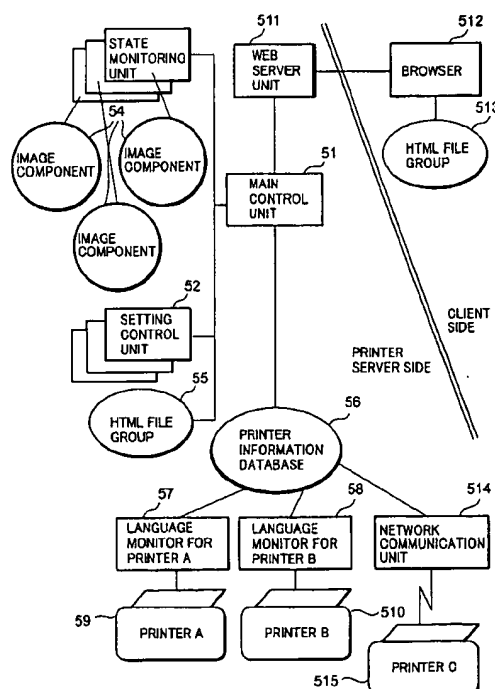 STATE
MONITORING
UNIT
54
IMAGE
COMPONENT
IMAGE
COMPONENT
IMAGE
COMPONENT
511
WEB
SERVER
UNIT
512
BROWSER
513
HTML FILE
GROUP
51
MAIN
CONTROL
UNIT
52
SETTING
CONTROL
UNIT
55
HTML FILE
GROUP
CLIENT
SIDE
PRINTER
SERVER SIDE
56
PRINTER
INFORMATION
DATABASE
57
LANGUAGE
MONITOR FOR
PRINTER A
58
LANGUAGE
MONITOR FOR
PRINTER B
514
NETWORK
COMMUNICATION
UNIT
59
PRINTER A
510
PRINTER B
515
PRINTER C